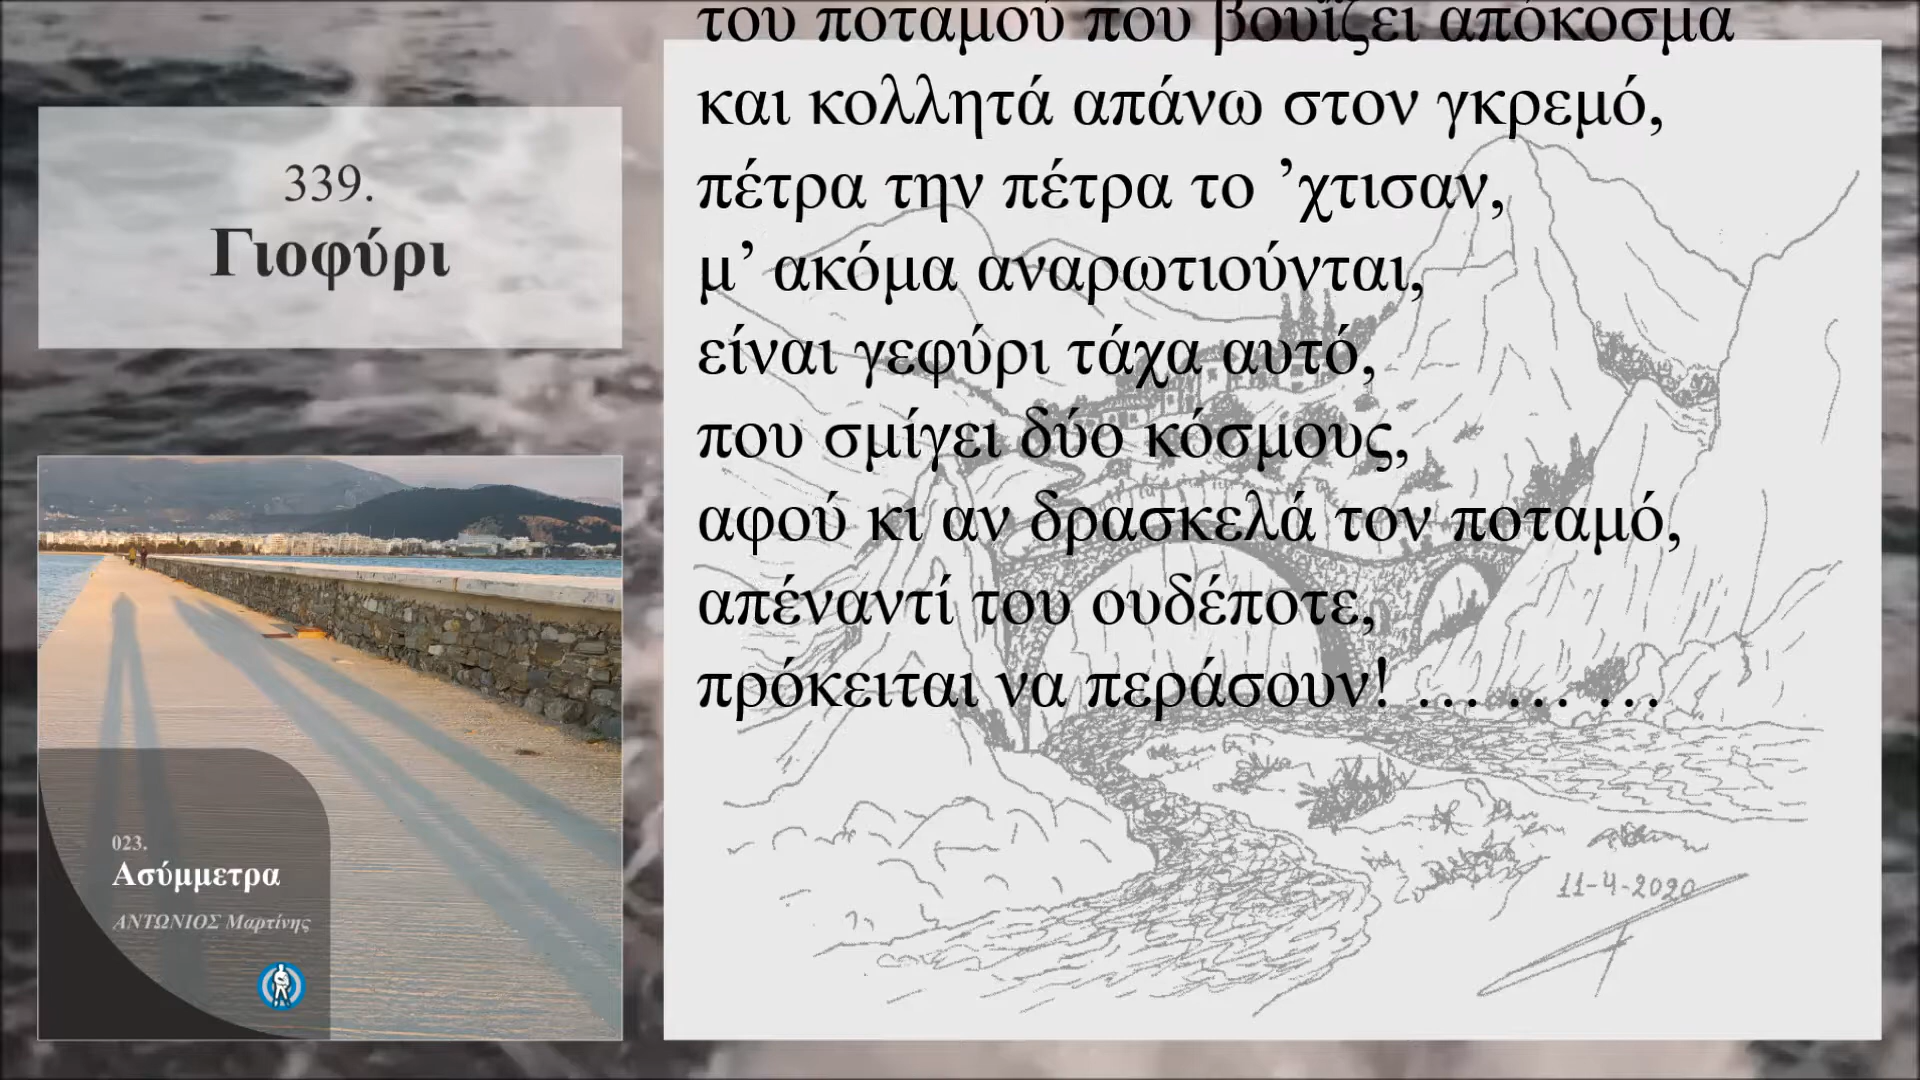 339.
Γιοφύρι
023.
Ασύμμετρα
ΑΝΤΩΝΙΟΣ Μαρτίνης
του ποταμού που βουΐζει απόκοσμα
και κολλητά απάνω στον γκρεμό,
πέτρα την πέτρα το ’χτισαν,
μ’ ακόμα αναρωτιούνται,
είναι γεφύρι τάχα αυτό,
που σμίγει δύο κόσμους,
αφού κι αν δρασκελά τον ποταμό,
απέναντί του ουδέποτε,
πρόκειται να περάσουν! … … …
11-4-2020